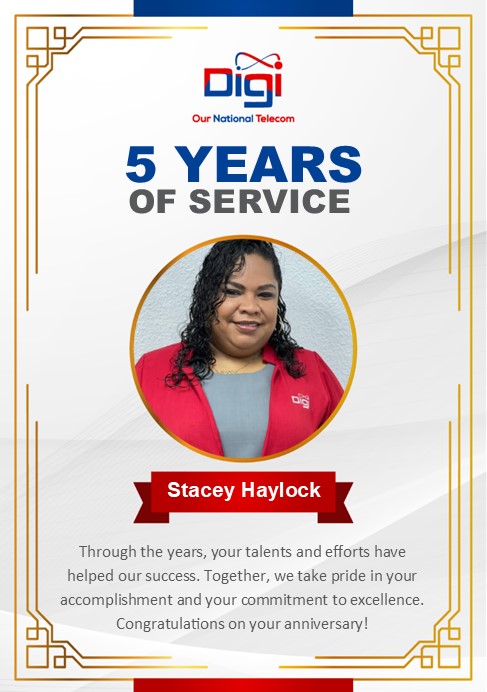 Digi
Our National Telecom
5 YEARS
OF SERVICE
Digi
Stacey Haylock
Through the years, your talents and efforts have
helped our success. Together, we take pride in your
accomplishment and your commitment to excellence.
Congratulations on your anniversary!